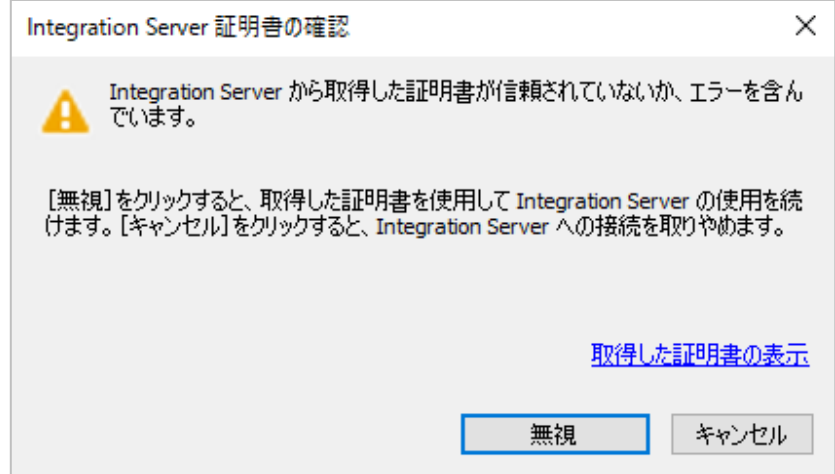 Integration Server 証明書の確認
Integration Server から取得した証明書が信頼されていないか、エラーを含ん
でいます。
[無視]をクリックすると、取得した証明書を使用して Integration Server の使用を続
けます。[キャンセル]をクリックすると、Integration Server への接続を取りやめます。
取得した証明書の表示
無視
キャンセル